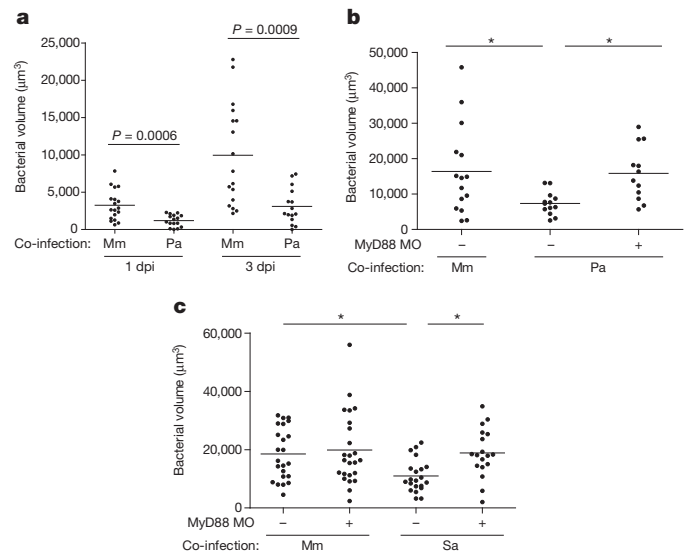 a
Bacterial volume (μm³)
25,000
20,000
15,000
10,000
5,000
0
P = 0.0006
P = 0.0009
Co-infection: Mm Pa Mm Pa
1 dpi 3 dpi
b
Bacterial volume (μm³)
50,000
40,000
30,000
20,000
10,000
0
* *
MyD88 MO – – +
Co-infection: Mm Pa
c
Bacterial volume (μm³)
60,000
40,000
20,000
0
* *
MyD88 MO – + – +
Co-infection: Mm Sa